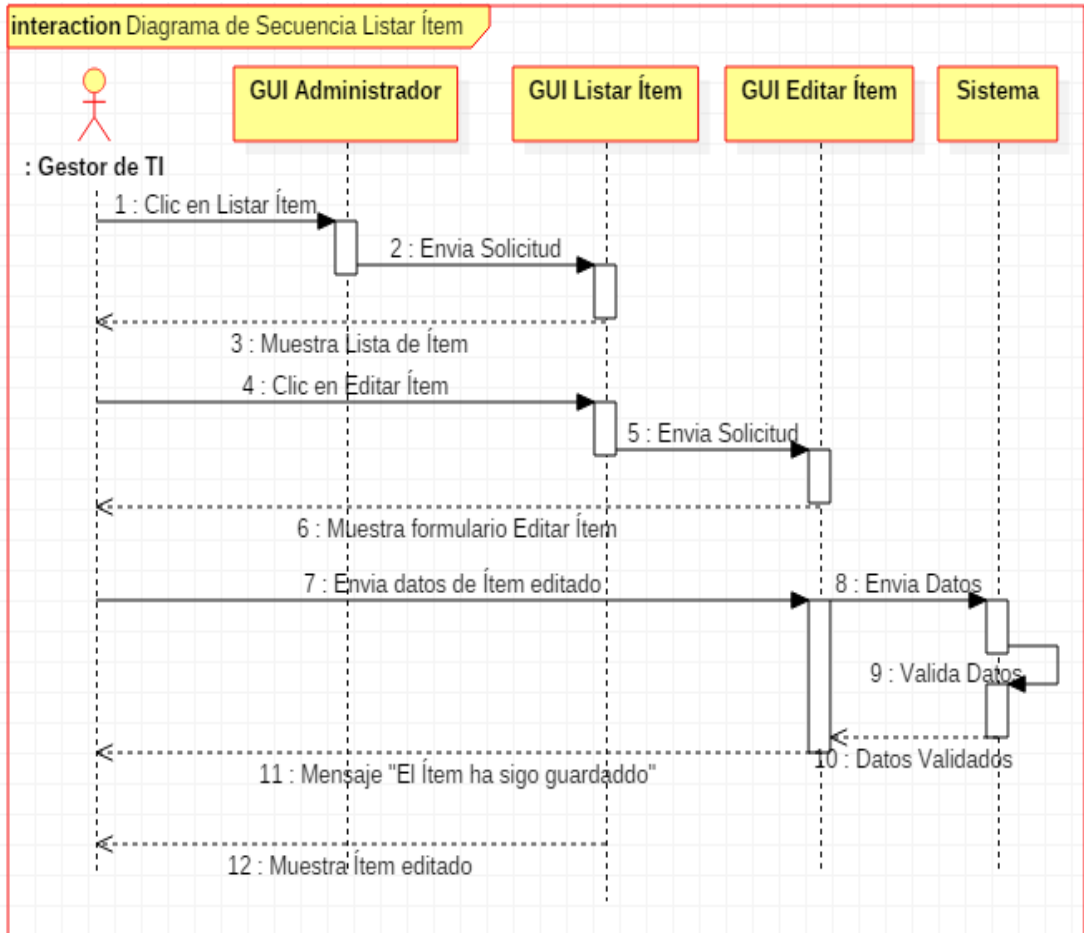 interaction Diagrama de Secuencia Listar Ítem
GUI Administrador
GUI Listar Ítem
GUI Editar Ítem
Sistema
: Gestor de TI
1 : Clic en Listar Ítem
2 : Envia Solicitud
3 : Muestra Lista de Ítem
4 : Clic en Editar Ítem
5 : Envia Solicitud
6 : Muestra formulario Editar Ítem
7 : Envia datos de Ítem editado
8 : Envia Datos
9 : Valida Datos
10 : Datos Validados
11 : Mensaje "El Ítem ha sigo guardaddo"
12 : Muestra Ítem editado